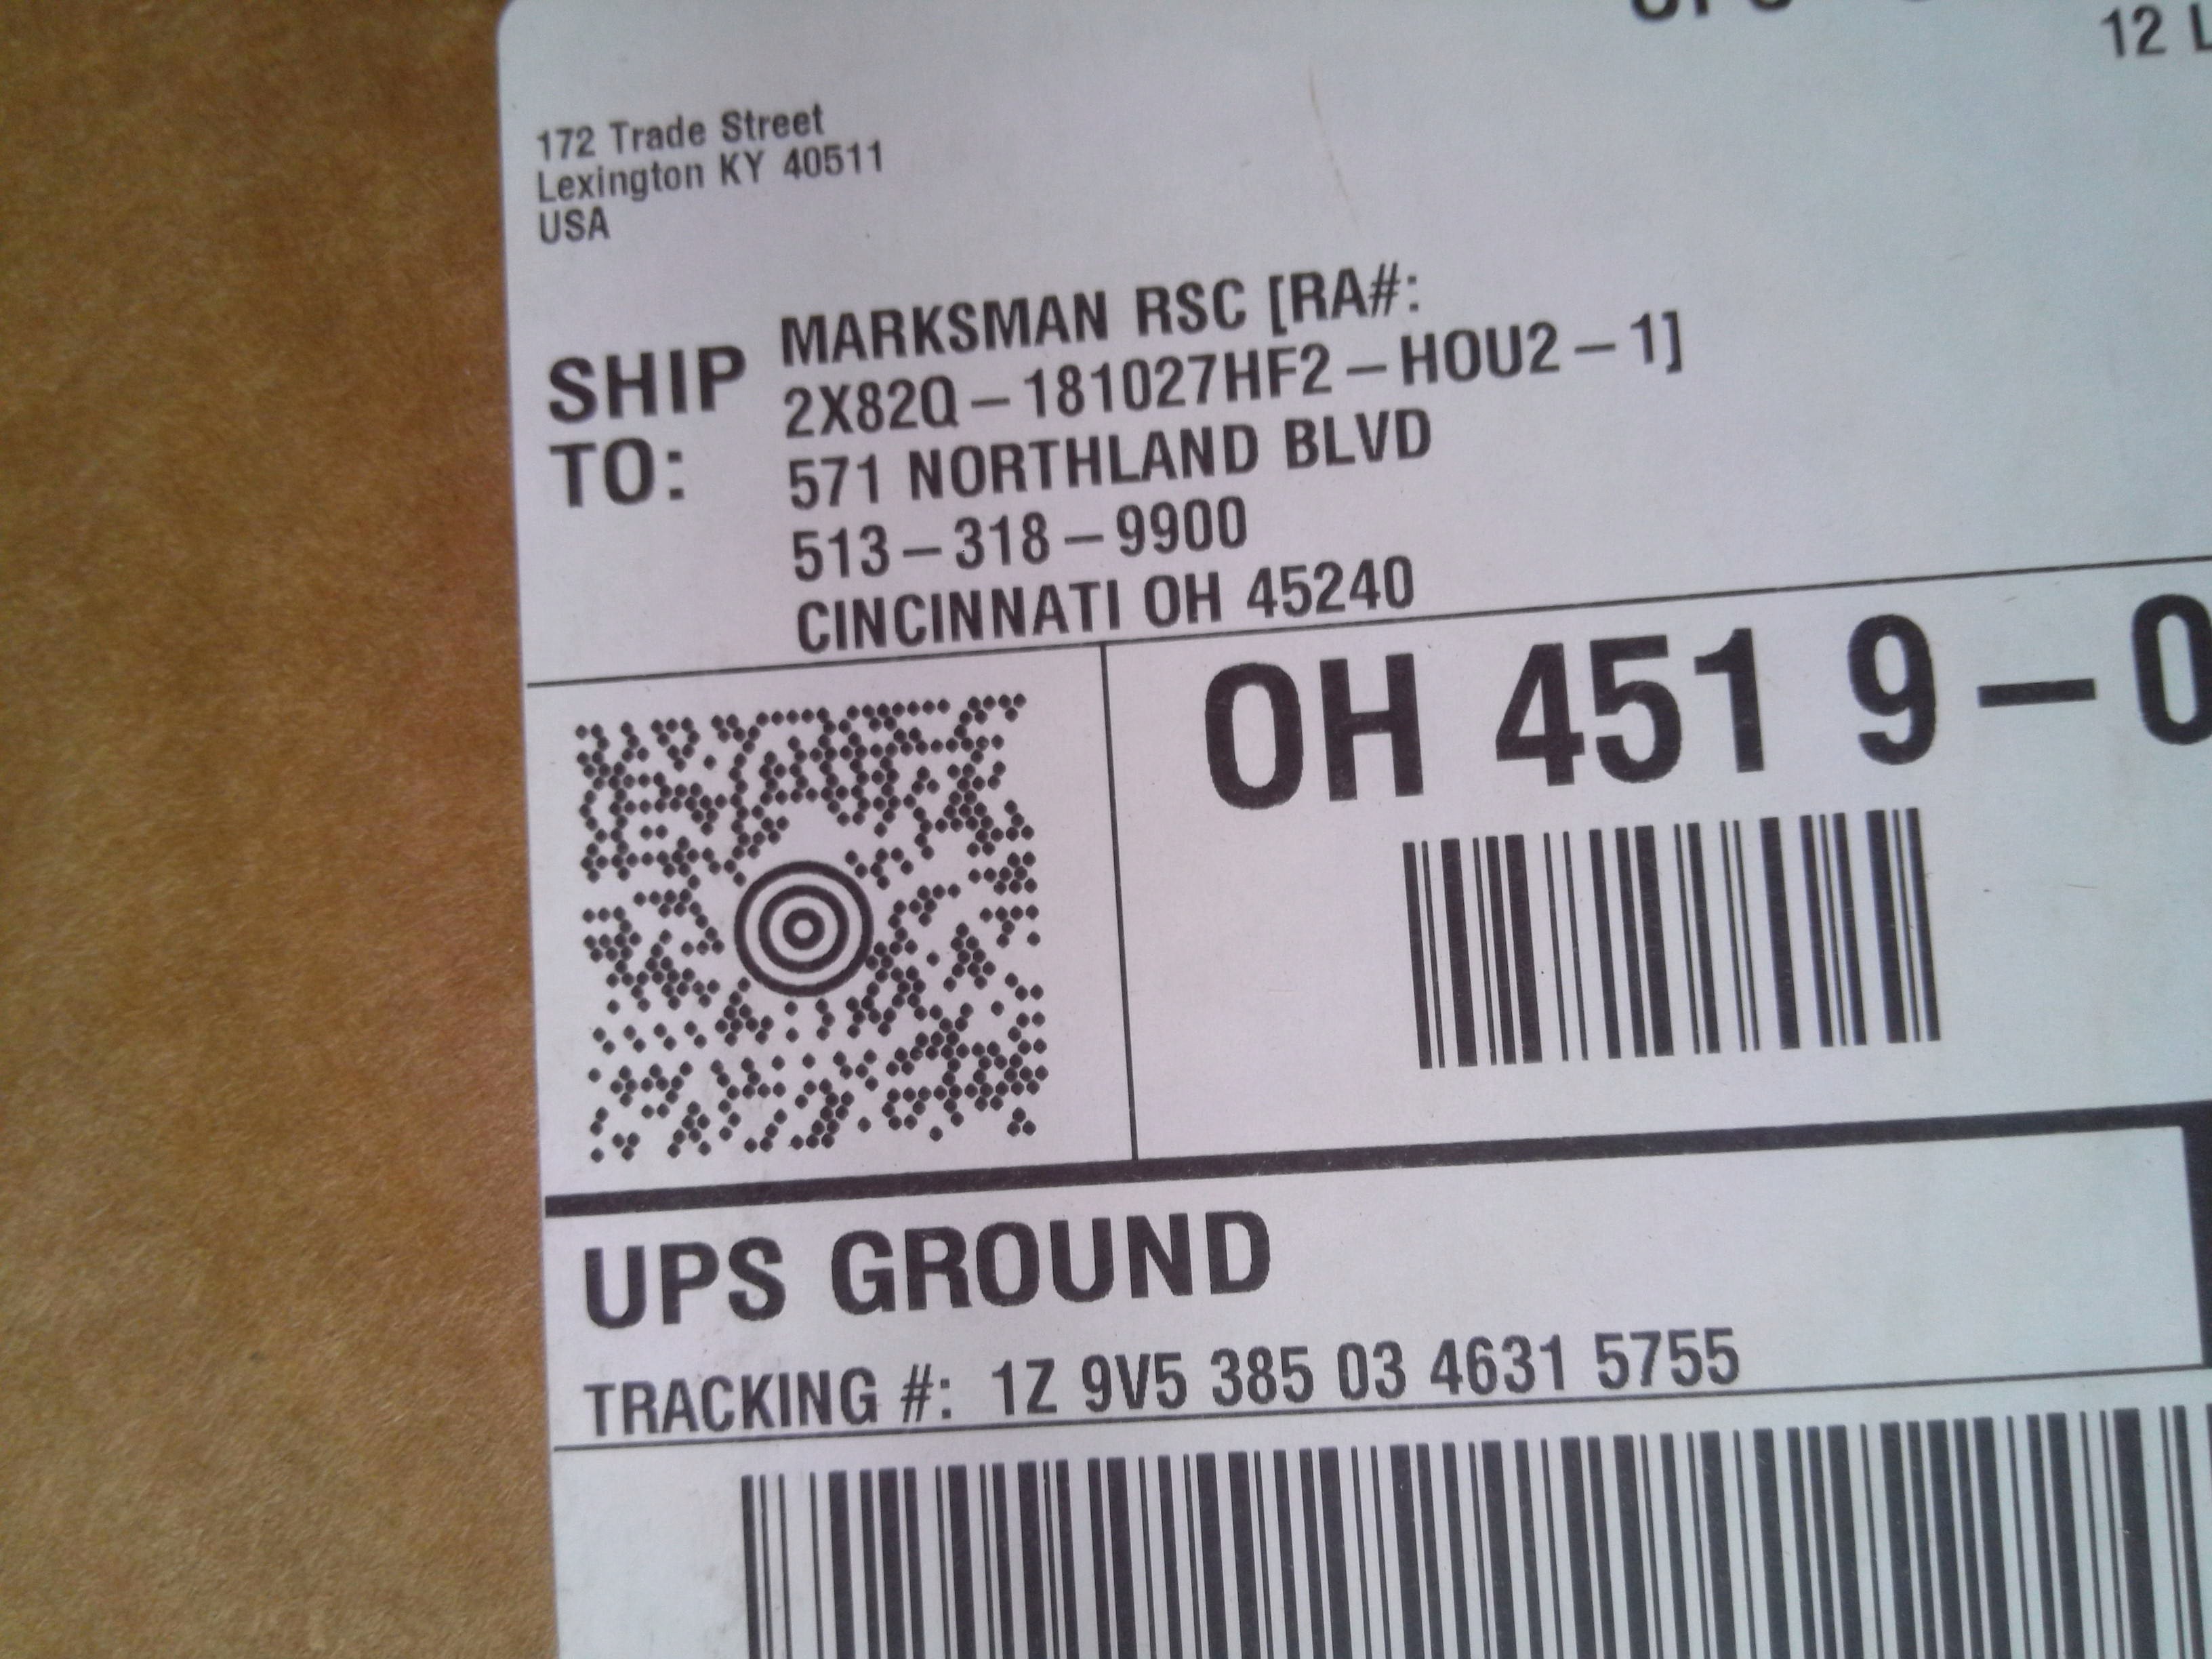 12 L
172 Trade Street
Lexington KY 40511
USA
SHIP TO:
MARKSMAN RSC [RA#:
2X82Q-181027HF2-HOU2-1]
571 NORTHLAND BLVD
513-318-9900
CINCINNATI OH 45240
OH 451 9-0
UPS GROUND
TRACKING #: 1Z 9V5 385 03 4631 5755